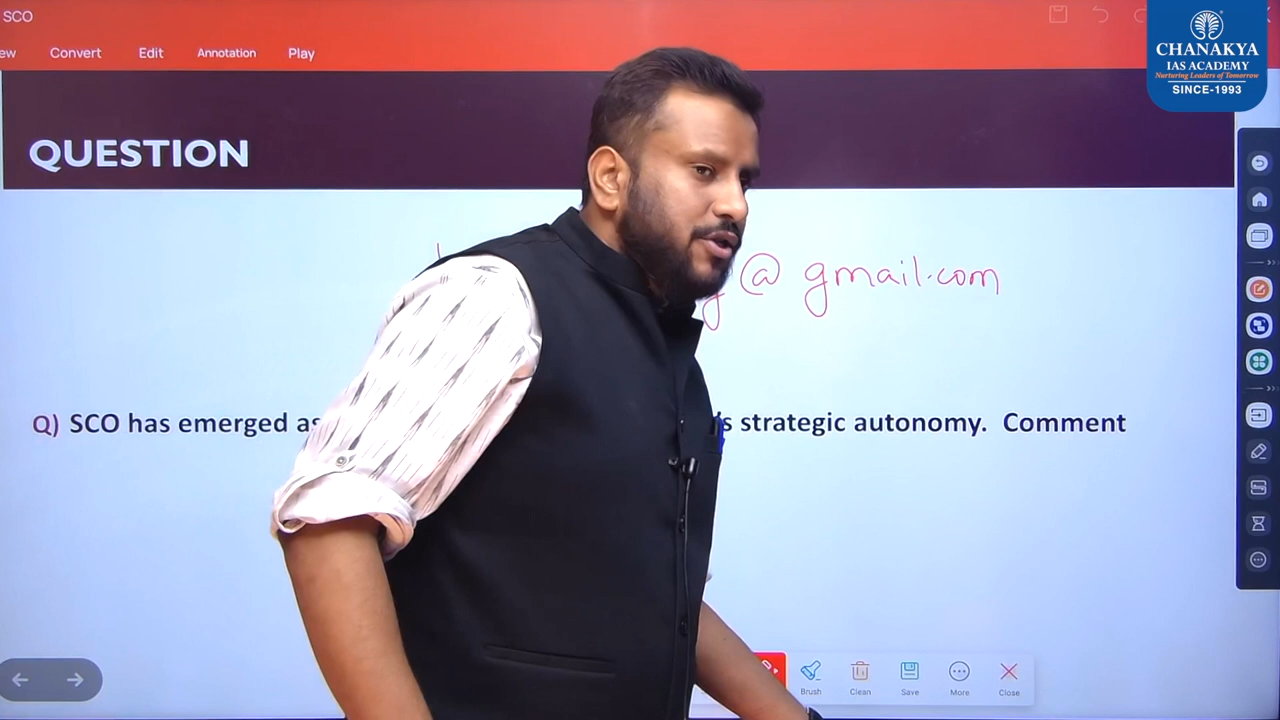 SCO
Convert Edit Annotation Play
CHANAKYA
IAS ACADEMY
Nurturing Leaders of Tomorrow
SINCE-1993
QUESTION
@ gmail.com
Q) SCO has emerged as strategic autonomy. Comment
Brush Clean Save More Close